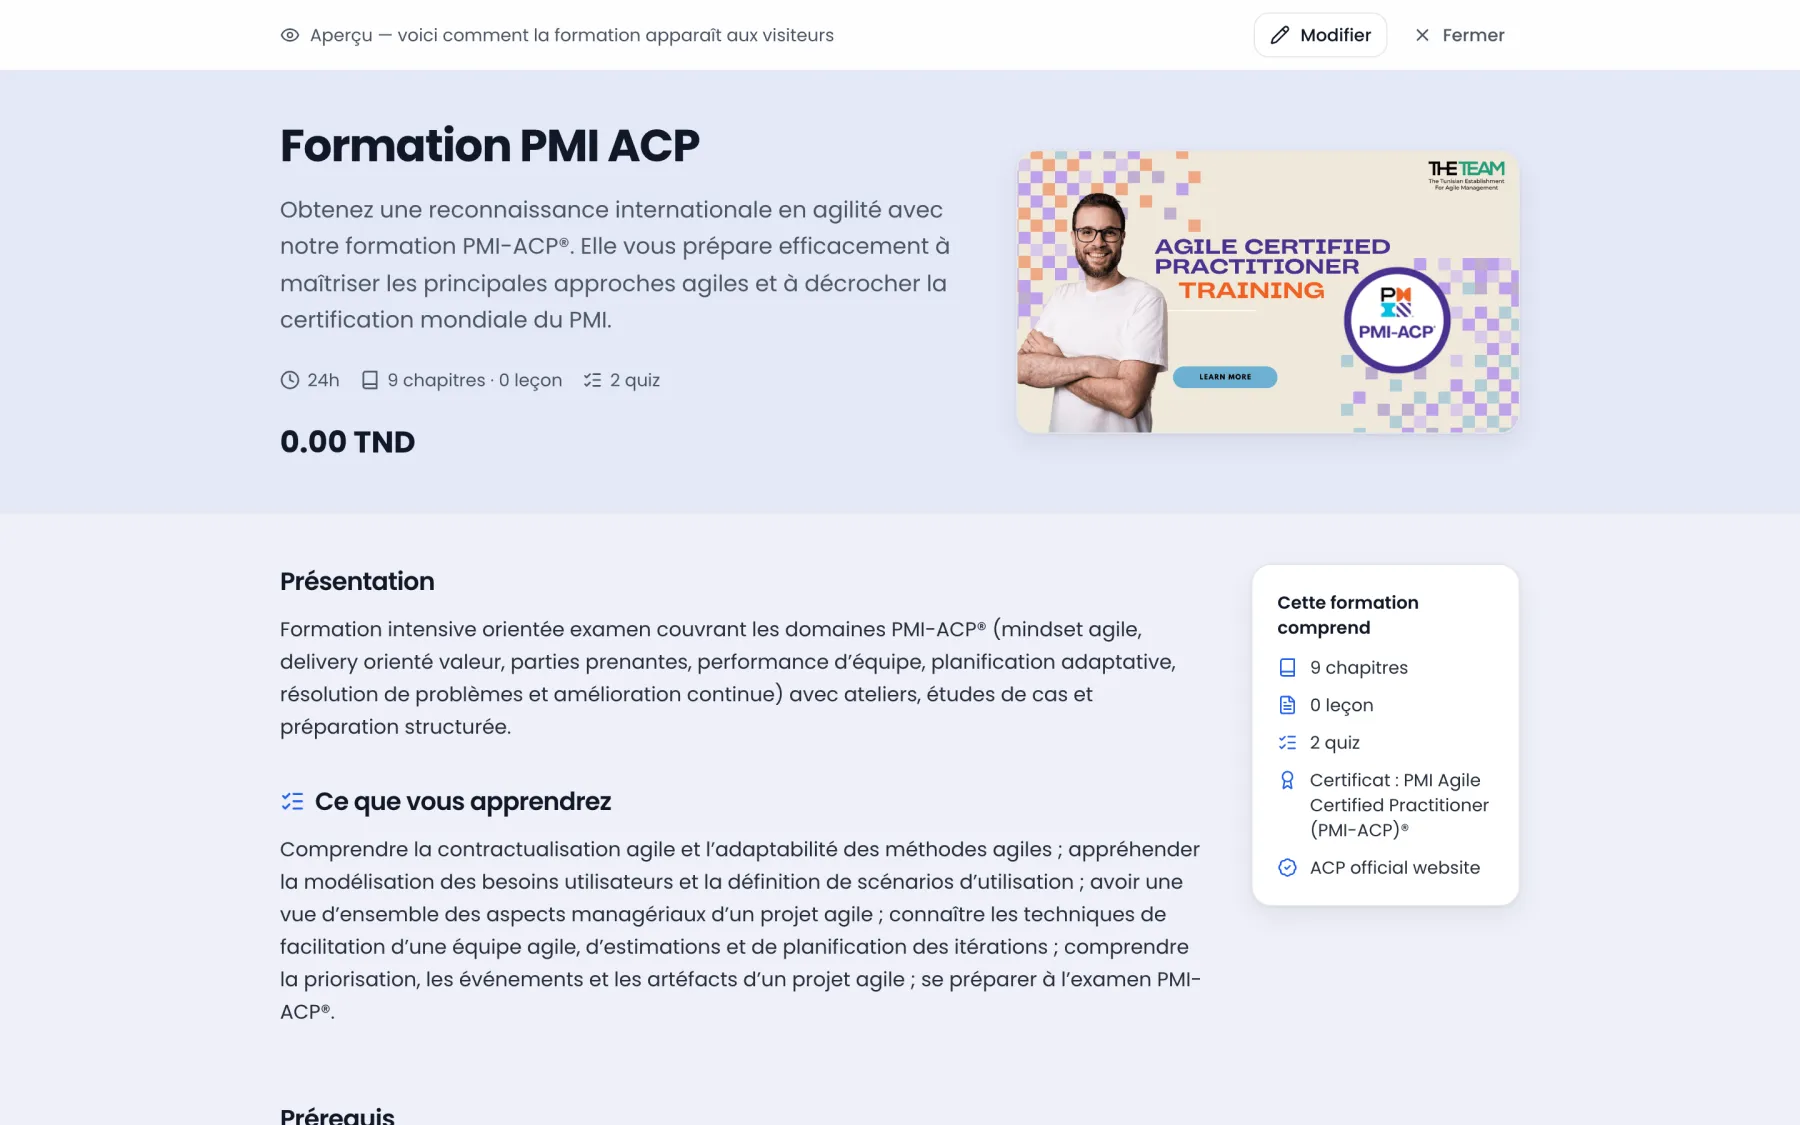 Aperçu — voici comment la formation apparaît aux visiteurs
Modifier
Fermer
Formation PMI ACP
Obtenez une reconnaissance internationale en agilité avec
notre formation PMI-ACP®. Elle vous prépare efficacement à
maîtriser les principales approches agiles et à décrocher la
certification mondiale du PMI.
24h
9 chapitres · 0 leçon
2 quiz
0.00 TND
THE TEAM
The Tunisian Establishment
For Agile Management
AGILE CERTIFIED
PRACTITIONER
TRAINING
PMI-ACP®
LEARN MORE
Présentation
Formation intensive orientée examen couvrant les domaines PMI-ACP® (mindset agile,
delivery orienté valeur, parties prenantes, performance d’équipe, planification adaptative,
résolution de problèmes et amélioration continue) avec ateliers, études de cas et
préparation structurée.
Ce que vous apprendrez
Comprendre la contractualisation agile et l’adaptabilité des méthodes agiles ; appréhender
la modélisation des besoins utilisateurs et la définition de scénarios d’utilisation ; avoir une
vue d’ensemble des aspects managériaux d’un projet agile ; connaître les techniques de
facilitation d’une équipe agile, d’estimations et de planification des itérations ; comprendre
la priorisation, les événements et les artéfacts d’un projet agile ; se préparer à l’examen PMI-
ACP®.
Prérequis
Cette formation
comprend
9 chapitres
0 leçon
2 quiz
Certificat : PMI Agile
Certified Practitioner
(PMI-ACP)®
ACP official website